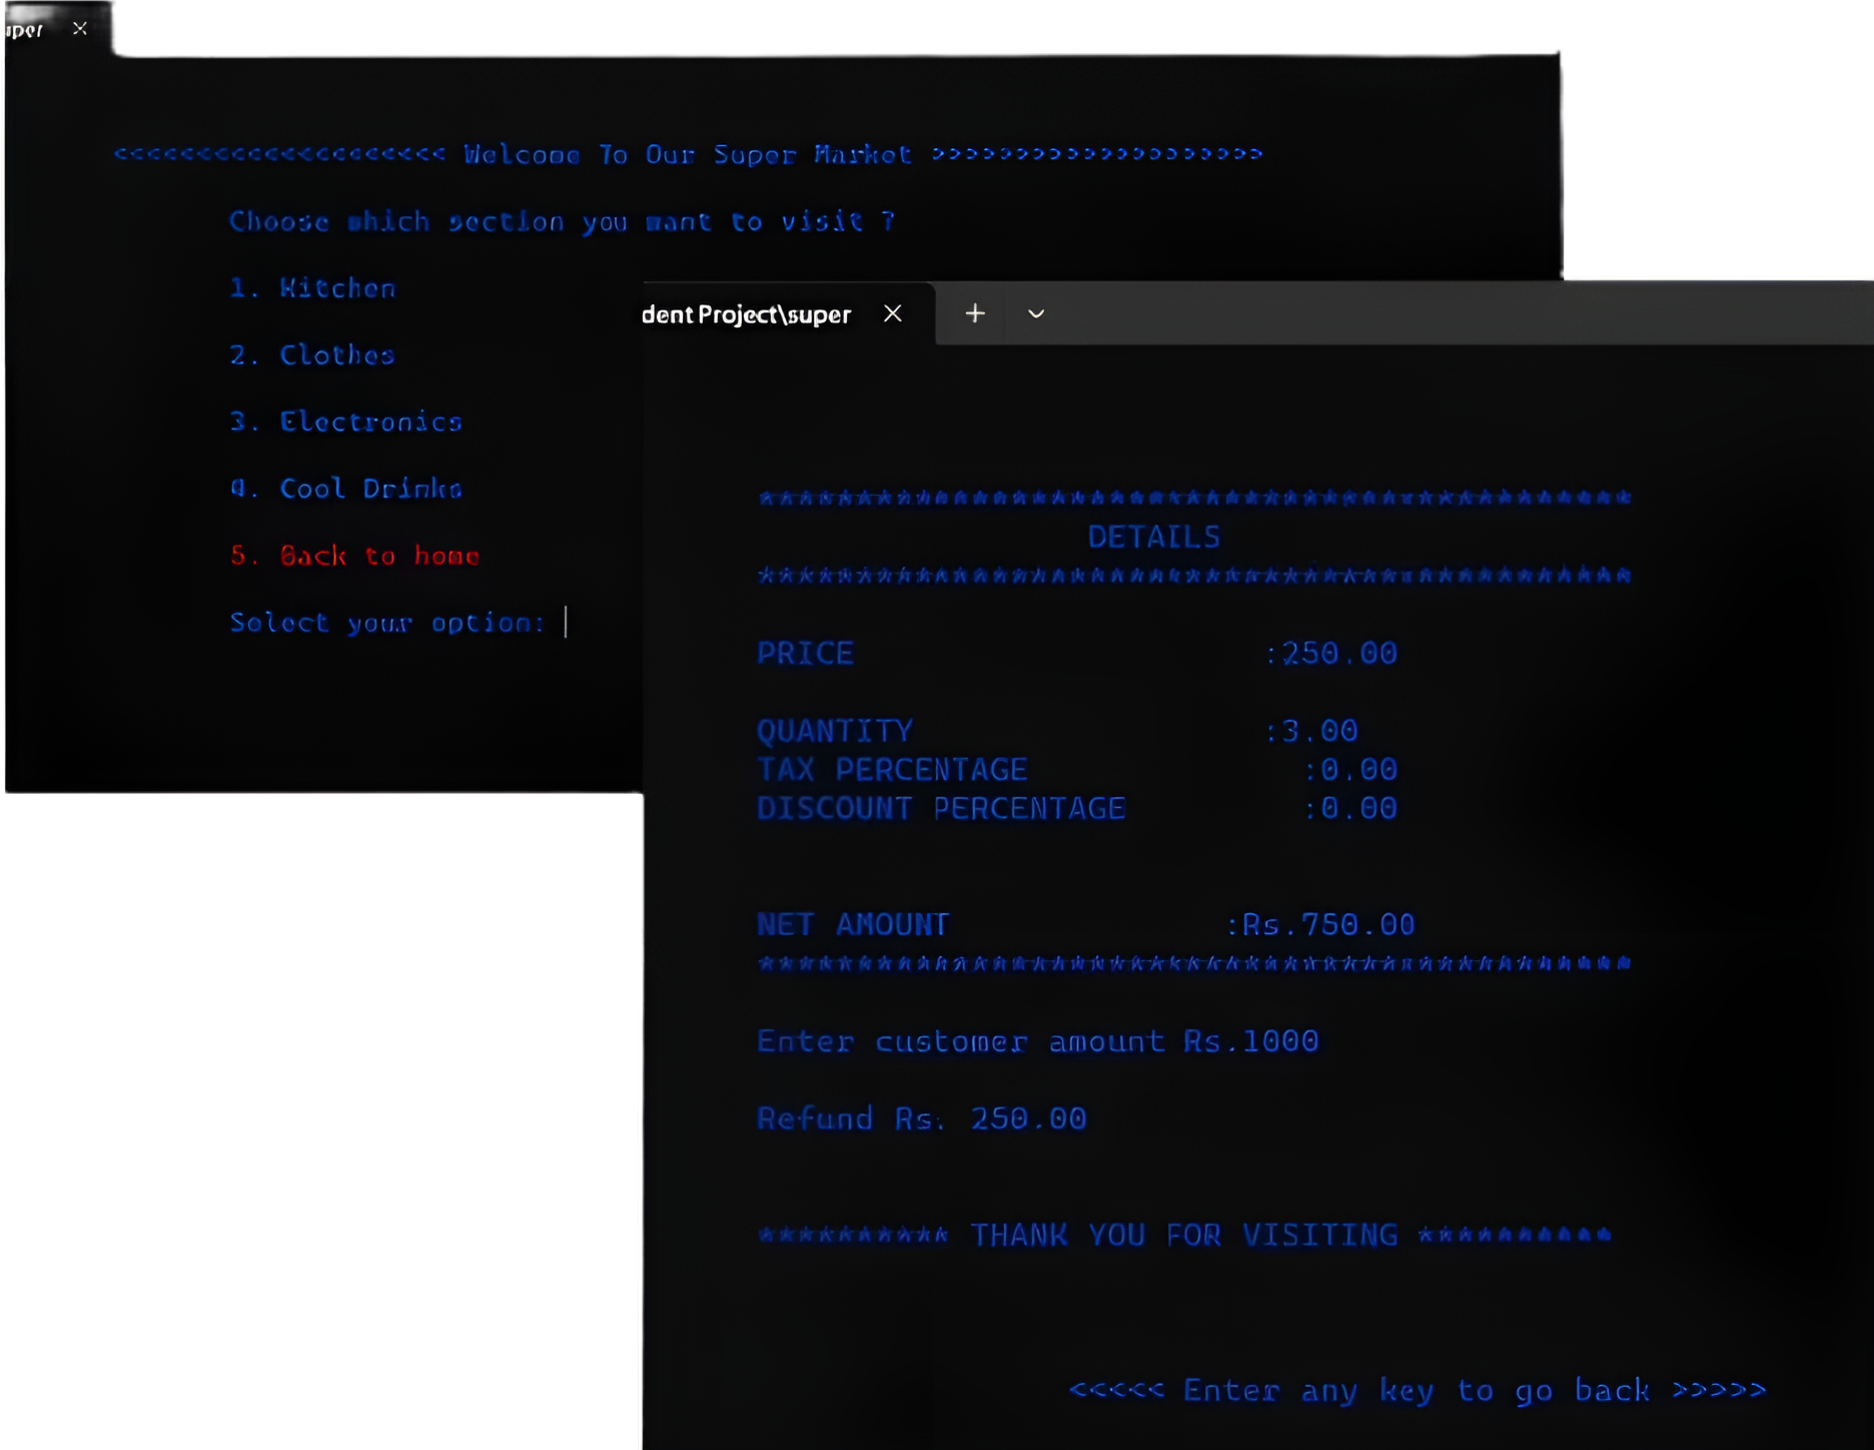 uper
<<<<<<<<<<<<<<<<<<<< Welcome To Our Super Market >>>>>>>>>>>>>>>>>>>>
Choose which section you want to visit ?
1. Kitchen
2. Clothes
3. Electronics
4. Cool Drinks
5. Back to home
Select your option:
dent Project\super
*********************************************
DETAILS
*********************************************
PRICE :250.00
QUANTITY :3.00
TAX PERCENTAGE :0.00
DISCOUNT PERCENTAGE :0.00
NET AMOUNT :Rs.750.00
*********************************************
Enter customer amount Rs.1000
Refund Rs. 250.00
********** THANK YOU FOR VISITING **********
<<<<< Enter any key to go back >>>>>